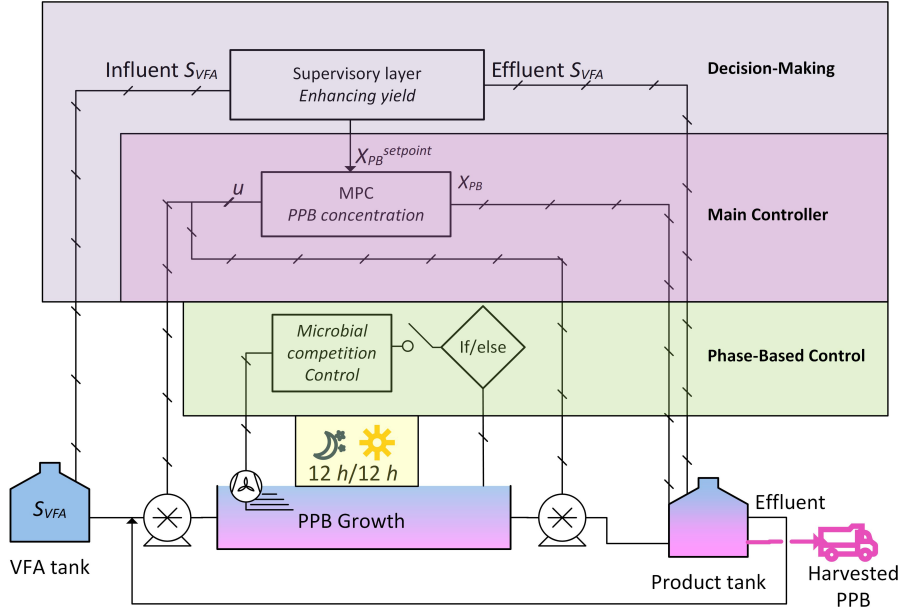 Influent S_VFA
Supervisory layer
Enhancing yield
Effluent S_VFA
Decision-Making
X_PB^setpoint
u
MPC
PPB concentration
X_PB
Main Controller
Microbial
competition
Control
If/else
Phase-Based Control
12 h/12 h
S_VFA
PPB Growth
Effluent
VFA tank
Product tank
Harvested
PPB